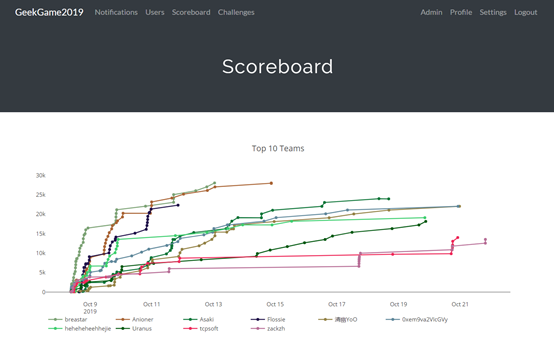 GeekGame2019 Notifications Users Scoreboard Challenges Admin Profile Settings Logout
Scoreboard
Top 10 Teams
30k
25k
20k
15k
10k
5k
0
Oct 9 Oct 11 Oct 13 Oct 15 Oct 17 Oct 19 Oct 21
2019
breastar Anioner Asaki Flossie YoO 0xem9va2VicGVy
heheheheehhejie Uranus tcpsoft zackzh